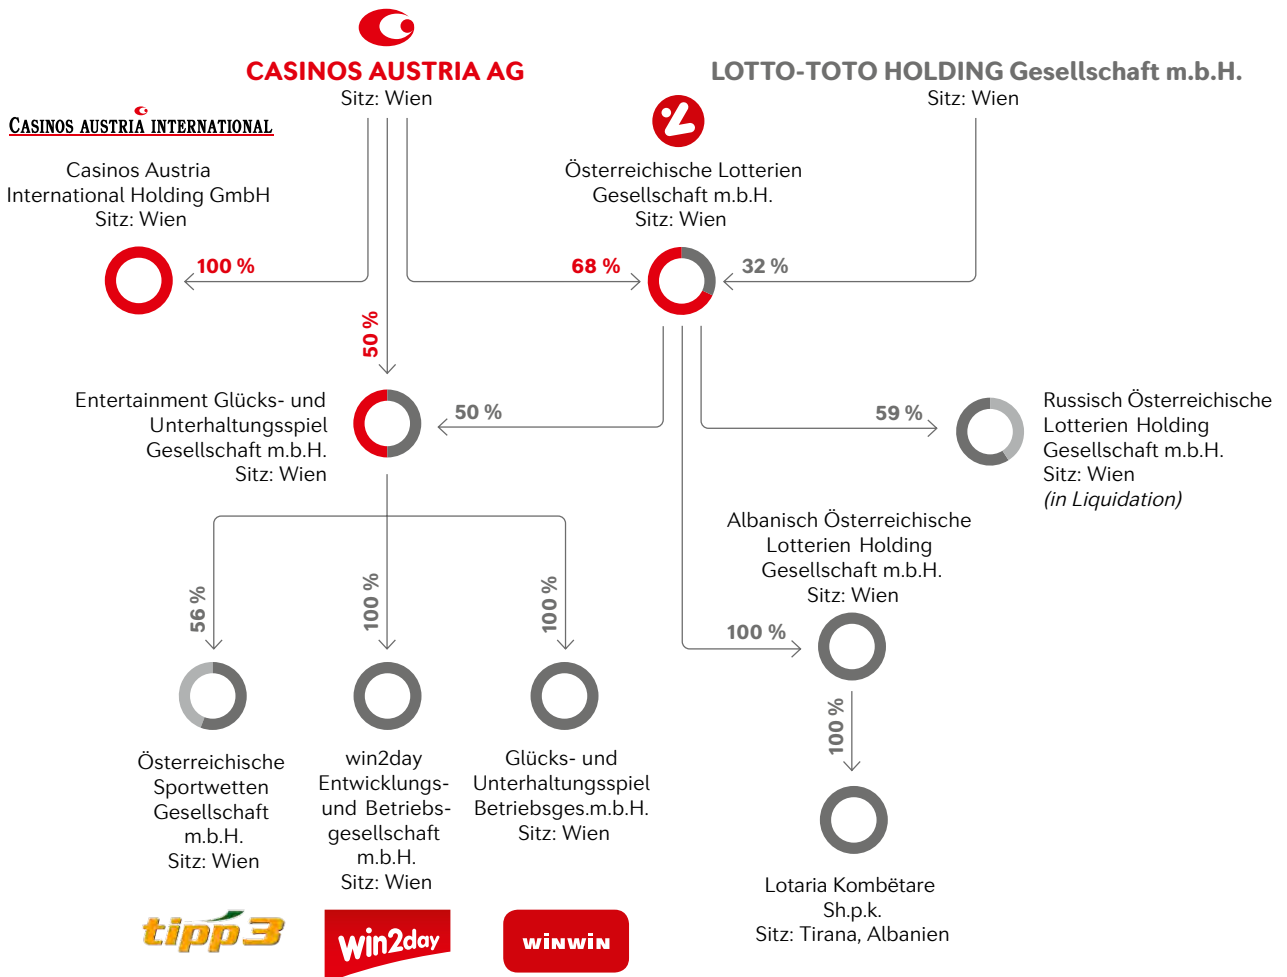 CASINOS AUSTRIA AG
Sitz: Wien
LOTTO-TOTO HOLDING Gesellschaft m.b.H.
Sitz: Wien
CASINOS AUSTRIA INTERNATIONAL
Casinos Austria
International Holding GmbH
Sitz: Wien
100 %
Österreichische Lotterien
Gesellschaft m.b.H.
Sitz: Wien
68 %
32 %
50 %
Entertainment Glücks- und
Unterhaltungsspiel
Gesellschaft m.b.H.
Sitz: Wien
50 %
59 %
Russisch Österreichische
Lotterien Holding
Gesellschaft m.b.H.
Sitz: Wien
(in Liquidation)
Albanisch Österreichische
Lotterien Holding
Gesellschaft m.b.H.
Sitz: Wien
100 %
56 %
100 %
100 %
100 %
Österreichische
Sportwetten
Gesellschaft
m.b.H.
Sitz: Wien
tipp3
win2day
Entwicklungs-
und Betriebs-
gesellschaft
m.b.H.
Sitz: Wien
win2day
Glücks- und
Unterhaltungsspiel
Betriebsges.m.b.H.
Sitz: Wien
winwin
Lotaria Kombëtare
Sh.p.k.
Sitz: Tirana, Albanien